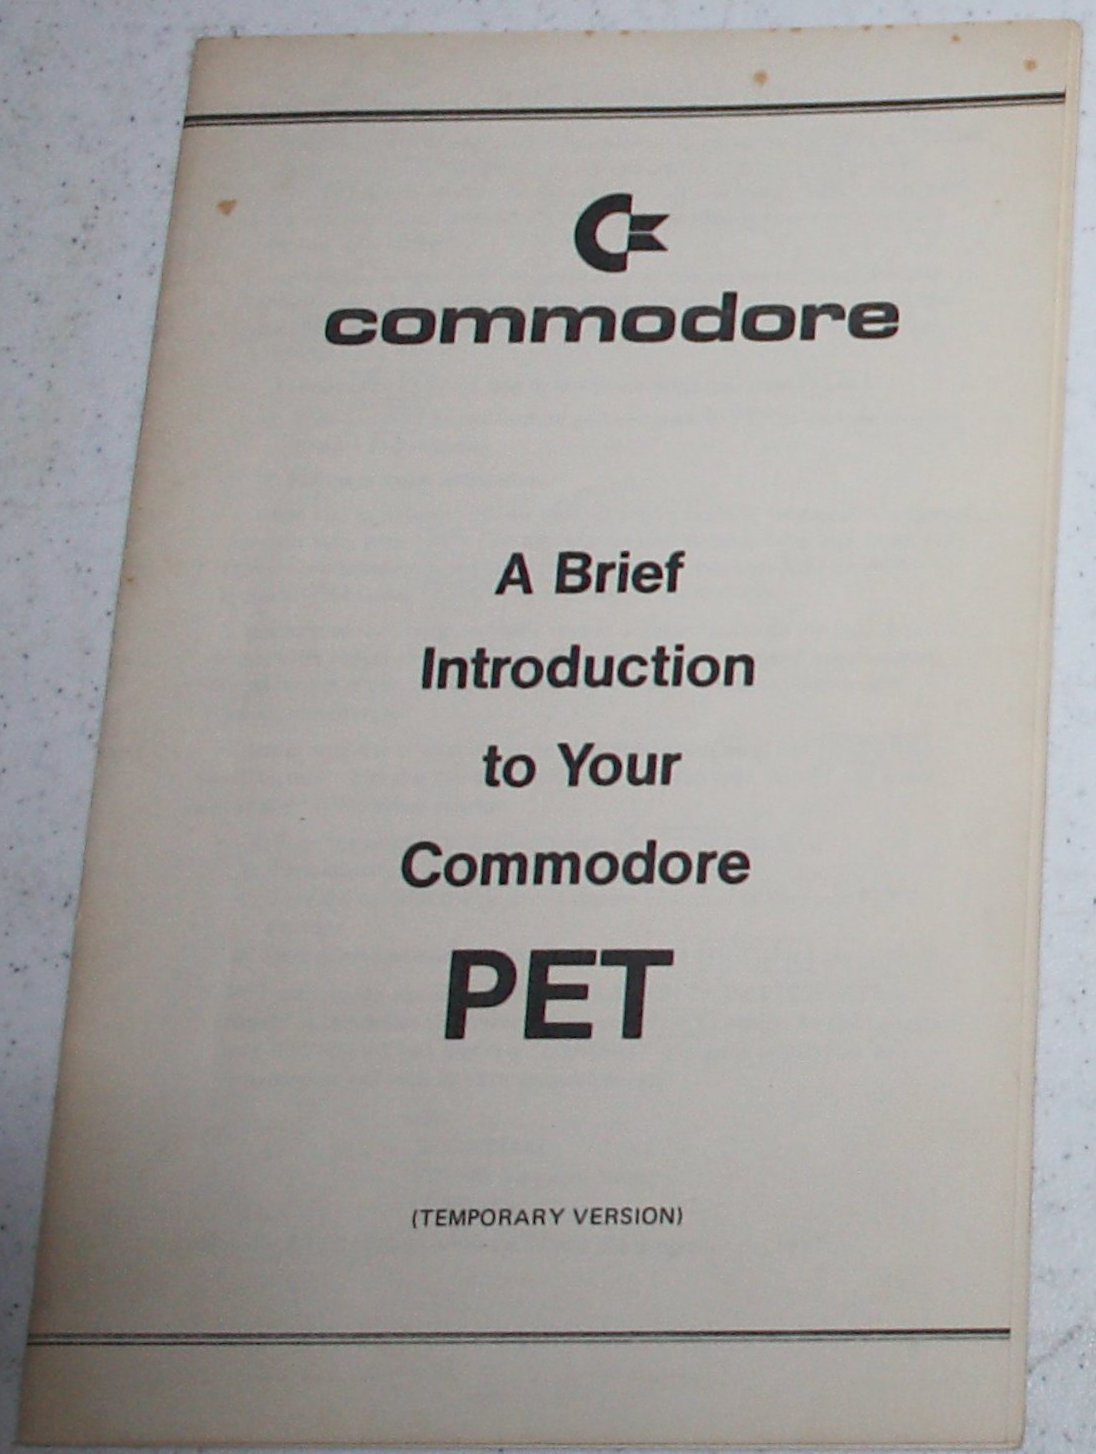 commodore
A Brief
Introduction
to Your
Commodore
PET
(TEMPORARY VERSION)